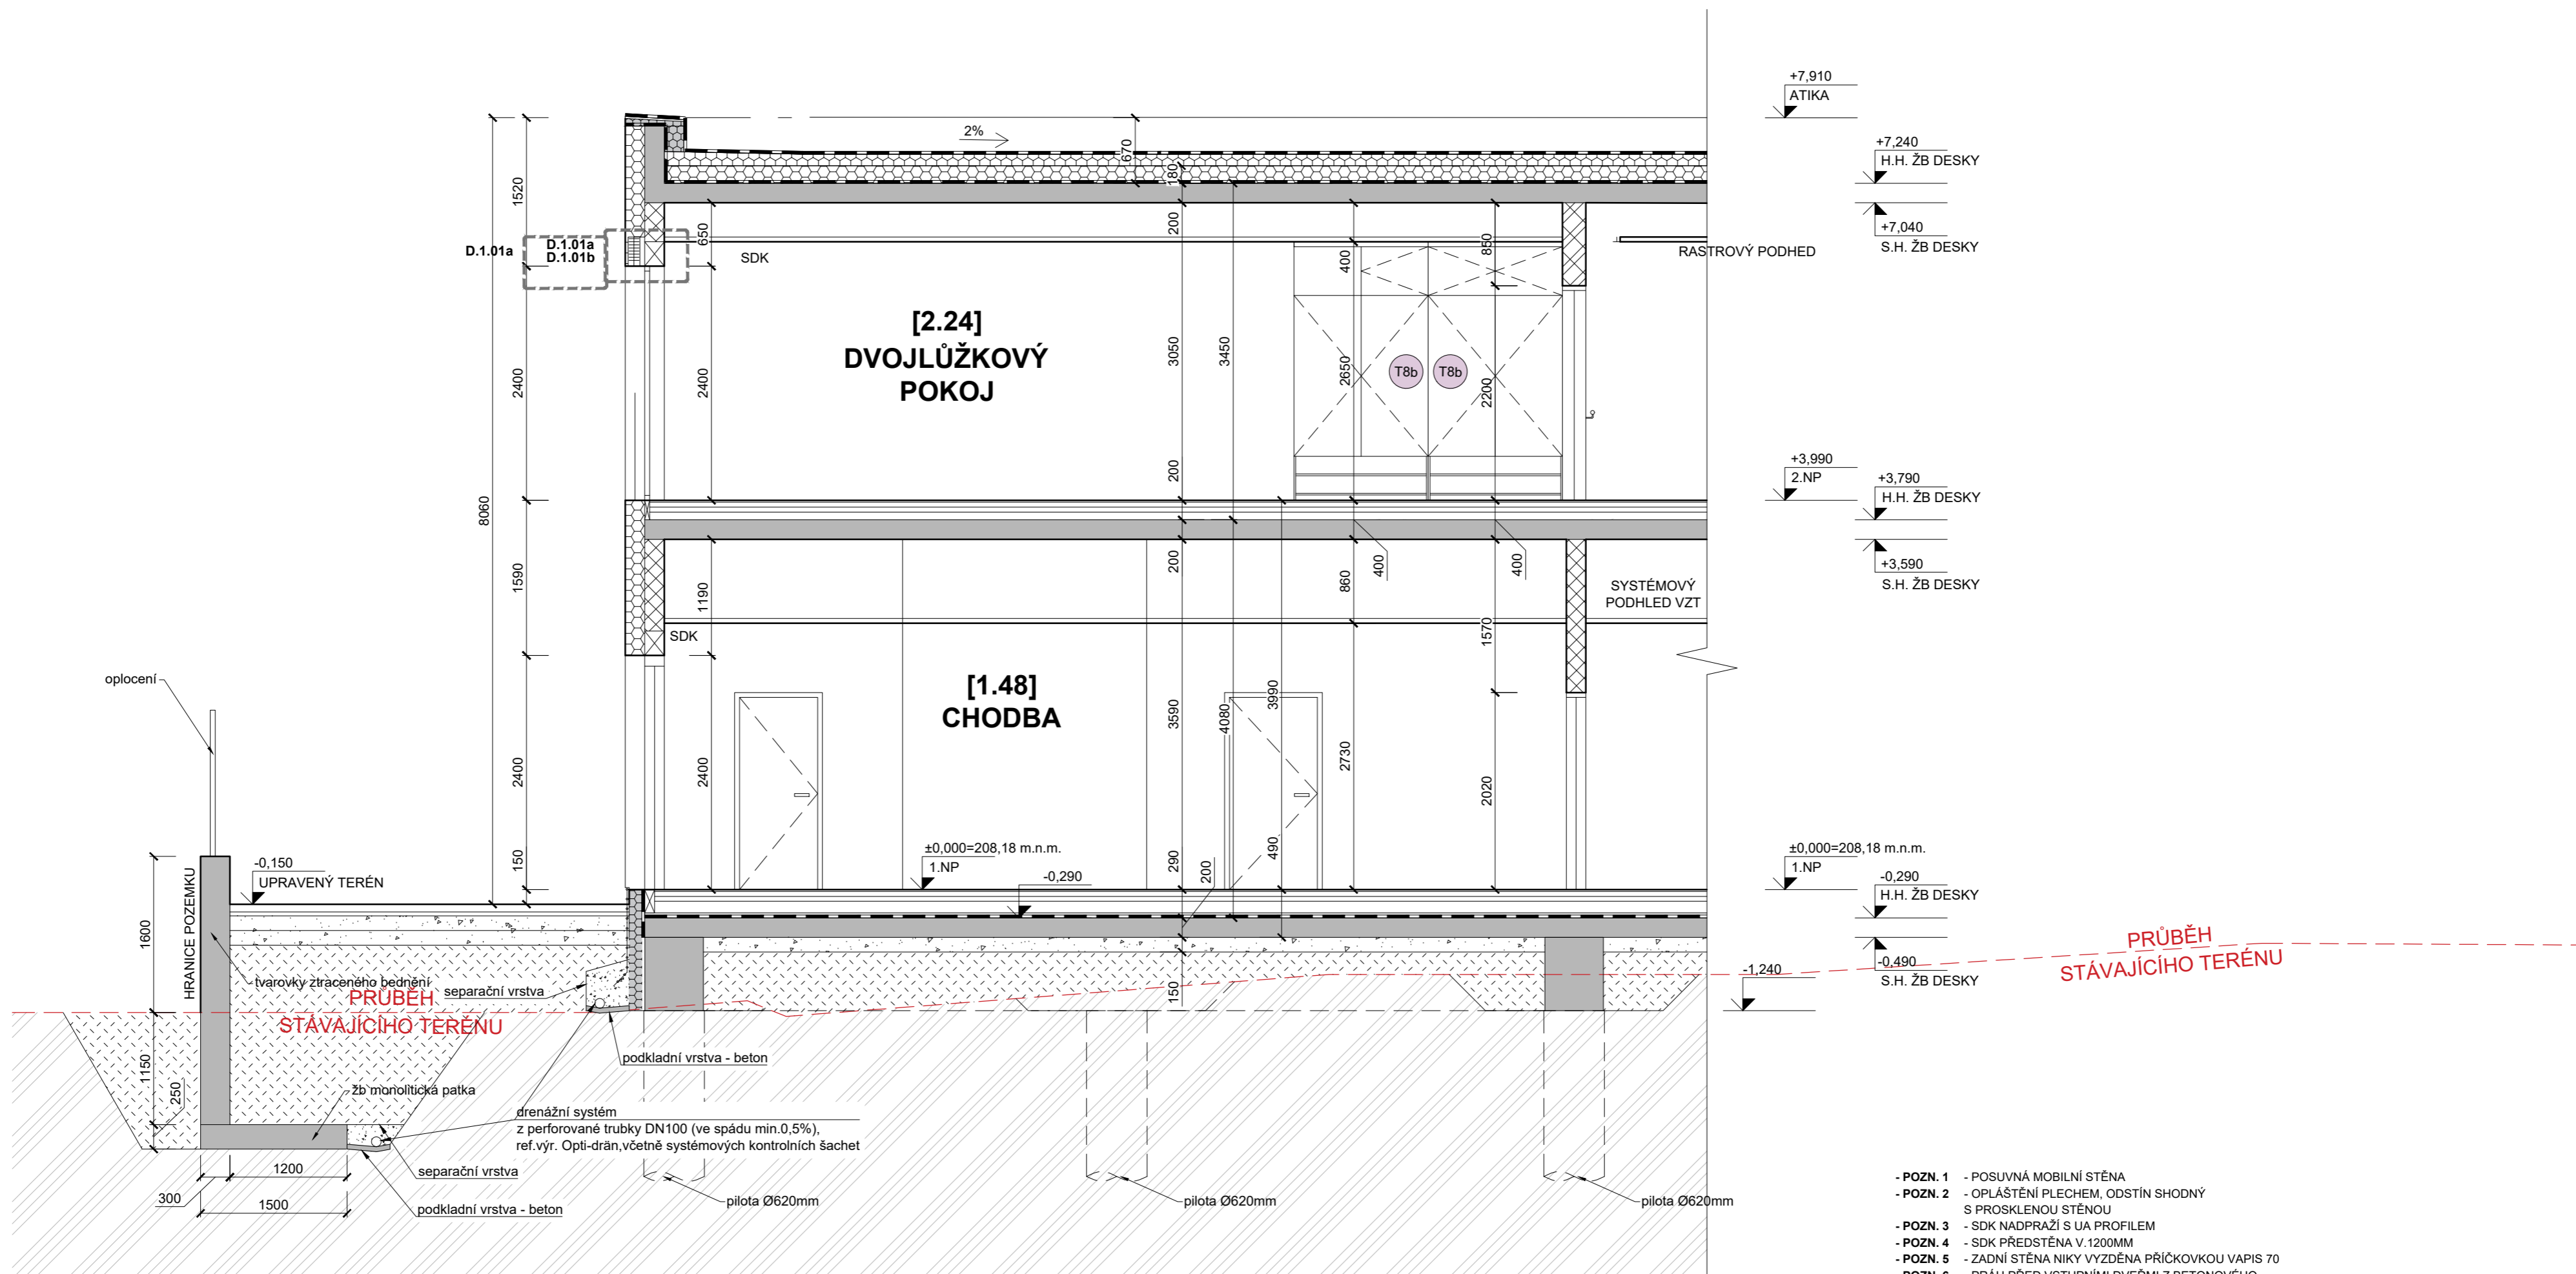 +7,910
ATIKA
+7,240
H.H. ŽB DESKY
+7,040
S.H. ŽB DESKY
2%
670
180
1520
650
200
850
400
D.1.01a
D.1.01a
D.1.01b
SDK
RASTROVÝ PODHED
[2.24]
DVOJLŮŽKOVÝ
POKOJ
2400
2400
3050
3450
2650
T8b
T8b
2200
200
8060
+3,990
2.NP
+3,790
H.H. ŽB DESKY
+3,590
S.H. ŽB DESKY
1590
1190
200
860
400
400
SYSTÉMOVÝ
PODHLED VZT
1570
SDK
oplocení
[1.48]
CHODBA
2400
2400
3590
4080
3990
2730
2020
150
290
200
490
±0,000=208,18 m.n.m.
1.NP
-0,290
±0,000=208,18 m.n.m.
1.NP
-0,290
H.H. ŽB DESKY
-0,490
S.H. ŽB DESKY
-1,240
-0,150
UPRAVENÝ TERÉN
HRANICE POZEMKU
1600
tvarovky ztraceného bednění
PRŮBĚH
STÁVAJÍCÍHO TERÉNU
separační vrstva
150
PRŮBĚH
STÁVAJÍCÍHO TERÉNU
podkladní vrstva - beton
1150
250
žb monolitická patka
drenážní systém
z perforované trubky DN100 (ve spádu min.0,5%),
ref.výr. Opti-drän,včetně systémových kontrolních šachet
1200
separační vrstva
300
1500
podkladní vrstva - beton
pilota Ø620mm
pilota Ø620mm
pilota Ø620mm
- POZN. 1 - POSUVNÁ MOBILNÍ STĚNA
- POZN. 2 - OPLÁŠTĚNÍ PLECHEM, ODSTÍN SHODNÝ
S PROSKLENOU STĚNOU
- POZN. 3 - SDK NADPRAŽÍ S UA PROFILEM
- POZN. 4 - SDK PŘEDSTĚNA V.1200MM
- POZN. 5 - ZADNÍ STĚNA NIKY VYZDĚNA PŘÍČKOVKOU VAPIS 70
- POZN. 6 - PRÁH PŘED VSTUPNÍMI DVEŘMI Z BETONOVÉHO